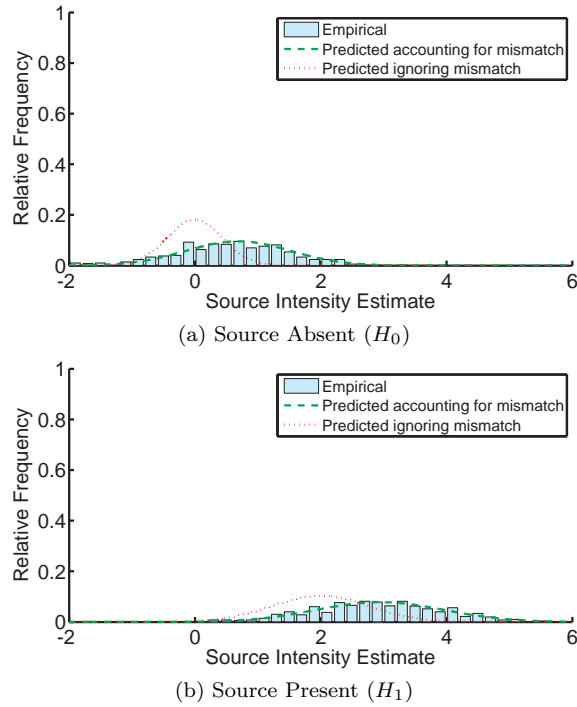 Empirical
Predicted accounting for mismatch
Predicted ignoring mismatch
Relative Frequency
1
0.8
0.6
0.4
0.2
0
-2 0 2 4 6
Source Intensity Estimate
(a) Source Absent (H₀)
Empirical
Predicted accounting for mismatch
Predicted ignoring mismatch
Relative Frequency
1
0.8
0.6
0.4
0.2
0
-2 0 2 4 6
Source Intensity Estimate
(b) Source Present (H₁)